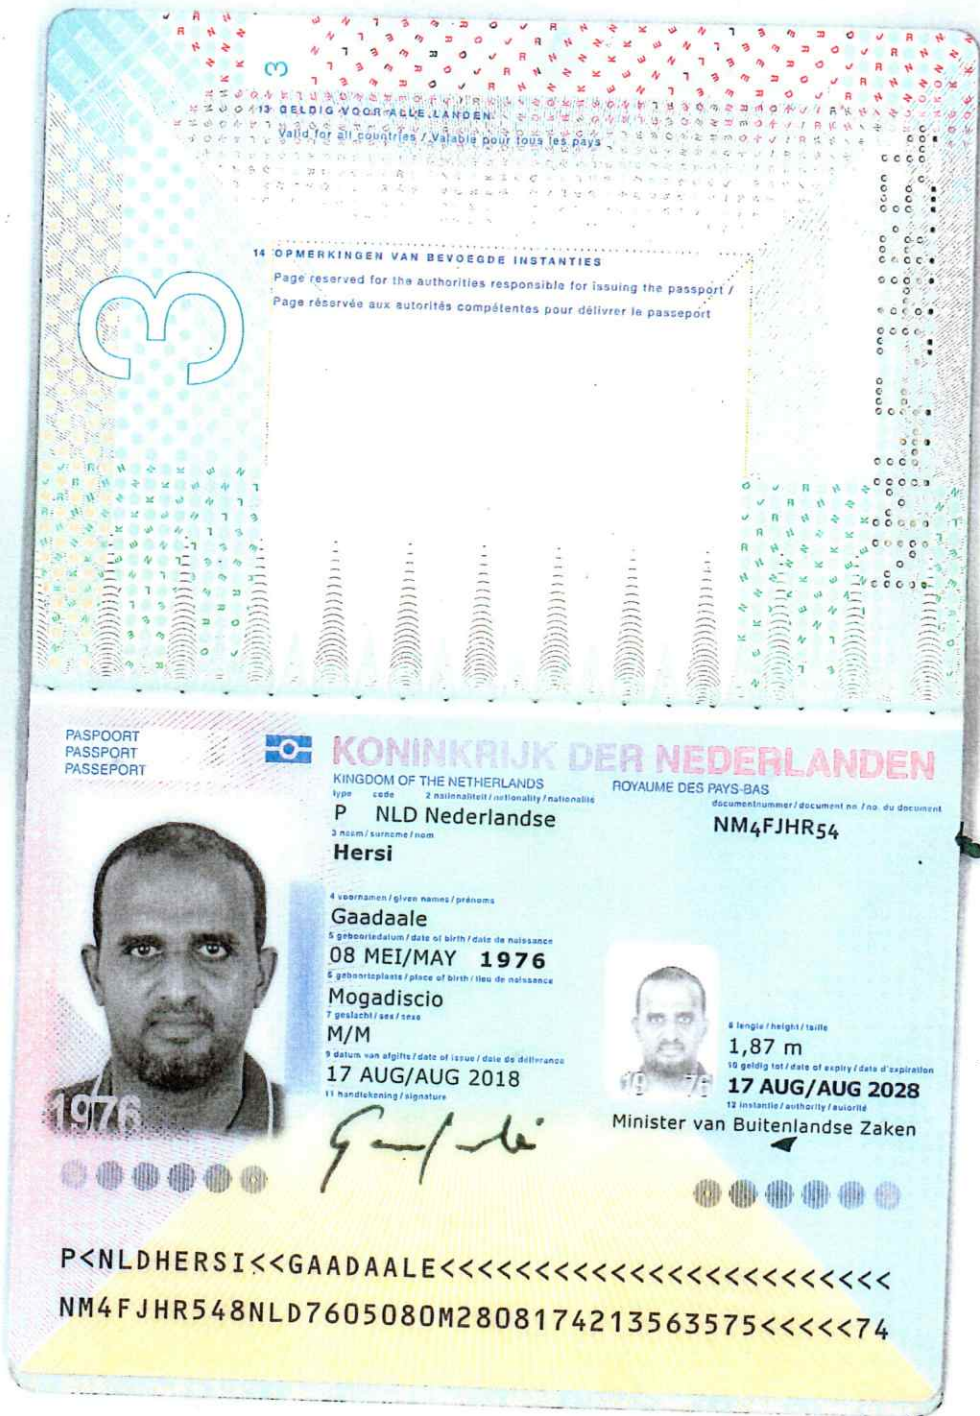 3
13 GELDIG VOOR ALLE LANDEN
Valid for all countries / Valable pour tous les pays
14 OPMERKINGEN VAN BEVOEGDE INSTANTIES
Page reserved for the authorities responsible for issuing the passport /
Page réservée aux autorités compétentes pour délivrer le passeport
3
PASPOORT
PASSPORT
PASSEPORT
KONINKRIJK DER NEDERLANDEN
KINGDOM OF THE NETHERLANDS ROYAUME DES PAYS-BAS
type code 2 nationaliteit / nationality / nationalité documentnummer / document no. / no. du document
P NLD Nederlandse NM4FJHR54
3 naam / surname / nom
Hersi
4 voornamen / given names / prénoms
Gaadaale
5 geboortedatum / date of birth / date de naissance
08 MEI/MAY 1976
6 geboorteplaats / place of birth / lieu de naissance
Mogadiscio
7 geslacht / sex / sexe 8 lengte / height / taille
M/M 1,87 m
9 datum van afgifte / date of issue / date de délivrance 10 geldig tot / date of expiry / date d'expiration
17 AUG/AUG 2018 17 AUG/AUG 2028
11 handtekening / signature 12 instantie / authority / autorité
Minister van Buitenlandse Zaken
1976
19 76
P<NLDHERSI<<GAADAALE<<<<<<<<<<<<<<<<<<<<<<<<
NM4FJHR548NLD7605080M2808174213563575<<<<<74